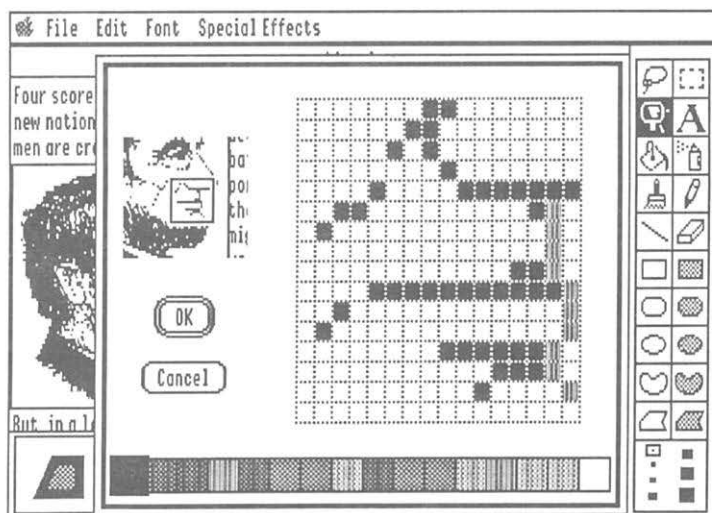 File Edit Font Special Effects
Four score
new nation
men are cr
But, in a l
OK
Cancel
A